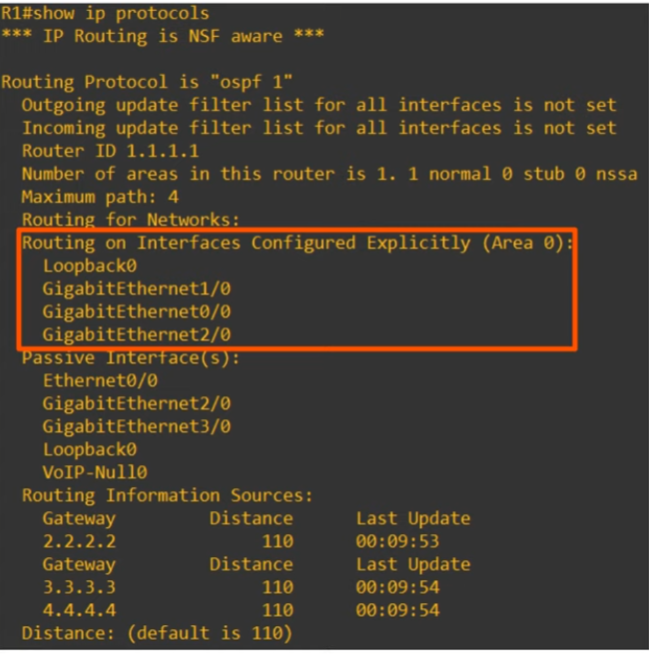 R1#show ip protocols
*** IP Routing is NSF aware ***
Routing Protocol is "ospf 1"
Outgoing update filter list for all interfaces is not set
Incoming update filter list for all interfaces is not set
Router ID 1.1.1.1
Number of areas in this router is 1. 1 normal 0 stub 0 nssa
Maximum path: 4
Routing for Networks:
Routing on Interfaces Configured Explicitly (Area 0):
Loopback0
GigabitEthernet1/0
GigabitEthernet0/0
GigabitEthernet2/0
Passive Interface(s):
Ethernet0/0
GigabitEthernet2/0
GigabitEthernet3/0
Loopback0
VoIP-Null0
Routing Information Sources:
Gateway Distance Last Update
2.2.2.2 110 00:09:53
Gateway Distance Last Update
3.3.3.3 110 00:09:54
4.4.4.4 110 00:09:54
Distance: (default is 110)